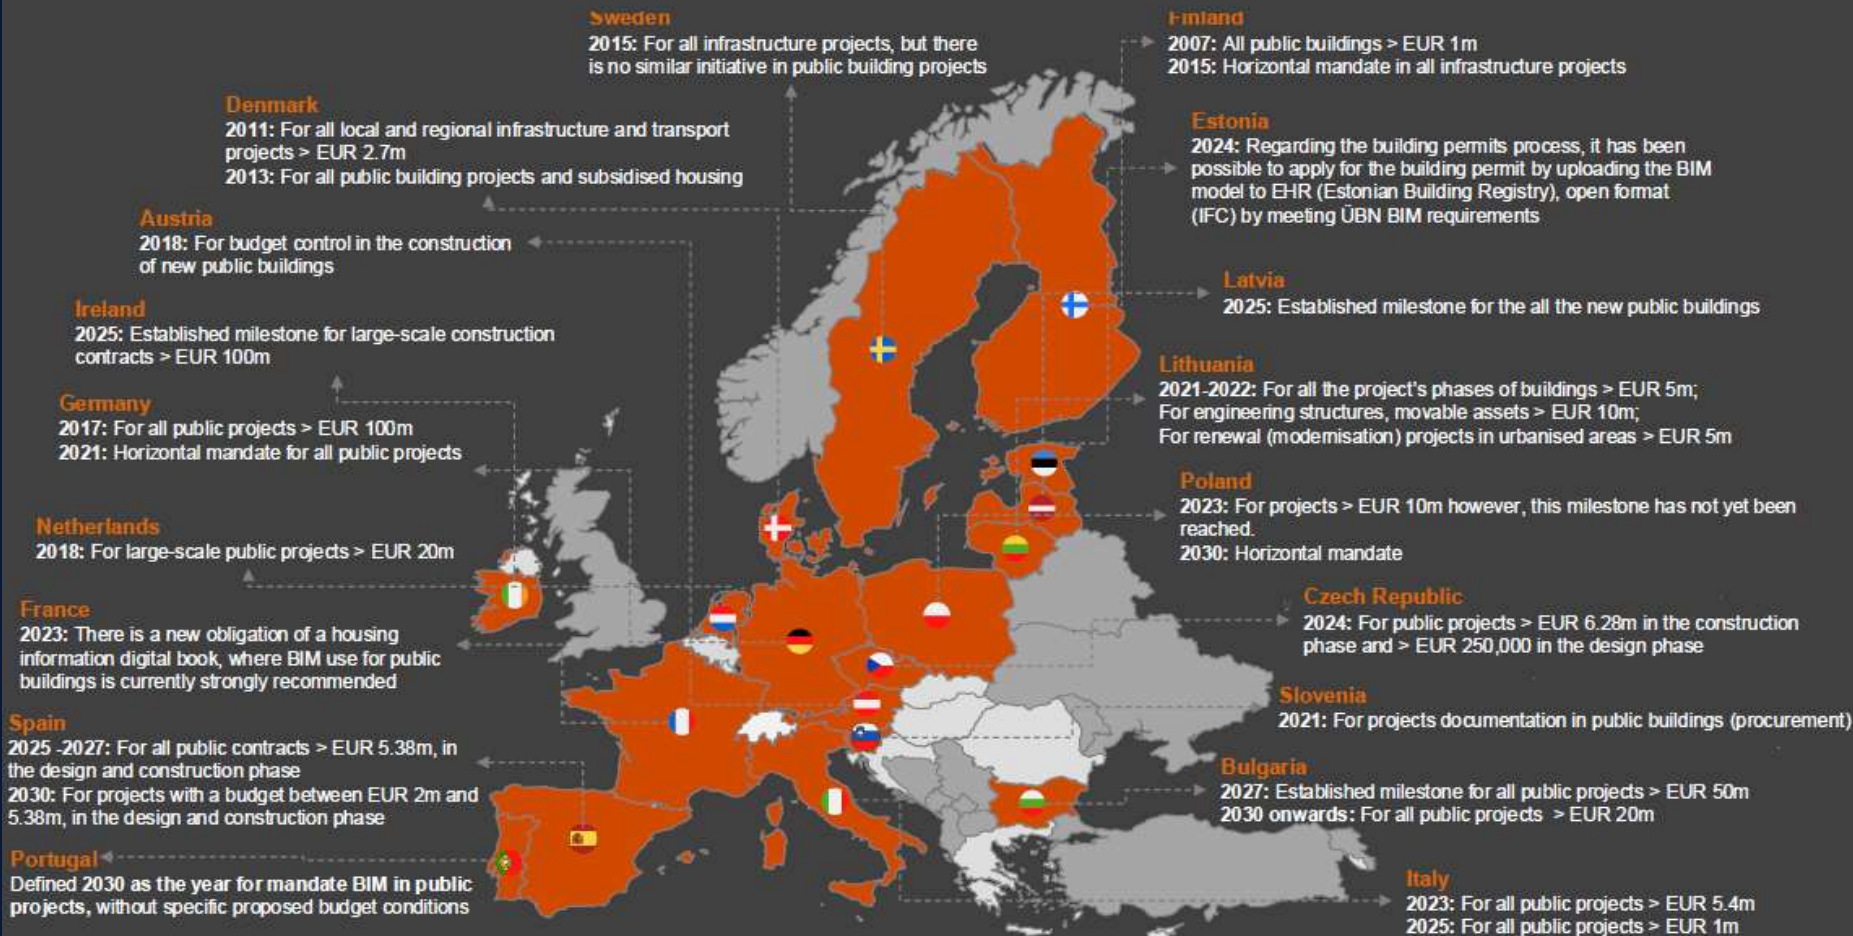 Sweden
2015: For all infrastructure projects, but there
is no similar initiative in public building projects
Finland
2007: All public buildings > EUR 1m
2015: Horizontal mandate in all infrastructure projects
Denmark
2011: For all local and regional infrastructure and transport
projects > EUR 2.7m
2013: For all public building projects and subsidised housing
Estonia
2024: Regarding the building permits process, it has been
possible to apply for the building permit by uploading the BIM
model to EHR (Estonian Building Registry), open format
(IFC) by meeting ÜBN BIM requirements
Austria
2018: For budget control in the construction
of new public buildings
Latvia
2025: Established milestone for the all the new public buildings
Ireland
2025: Established milestone for large-scale construction
contracts > EUR 100m
Lithuania
2021-2022: For all the project's phases of buildings > EUR 5m;
For engineering structures, movable assets > EUR 10m;
For renewal (modernisation) projects in urbanised areas > EUR 5m
Germany
2017: For all public projects > EUR 100m
2021: Horizontal mandate for all public projects
Poland
2023: For projects > EUR 10m however, this milestone has not yet been
reached.
2030: Horizontal mandate
Netherlands
2018: For large-scale public projects > EUR 20m
Czech Republic
2024: For public projects > EUR 6.28m in the construction
phase and > EUR 250,000 in the design phase
France
2023: There is a new obligation of a housing
information digital book, where BIM use for public
buildings is currently strongly recommended
Slovenia
2021: For projects documentation in public buildings (procurement)
Spain
2025 -2027: For all public contracts > EUR 5.38m, in
the design and construction phase
2030: For projects with a budget between EUR 2m and
5.38m, in the design and construction phase
Bulgaria
2027: Established milestone for all public projects > EUR 50m
2030 onwards: For all public projects > EUR 20m
Portugal
Defined 2030 as the year for mandate BIM in public
projects, without specific proposed budget conditions
Italy
2023: For all public projects > EUR 5.4m
2025: For all public projects > EUR 1m